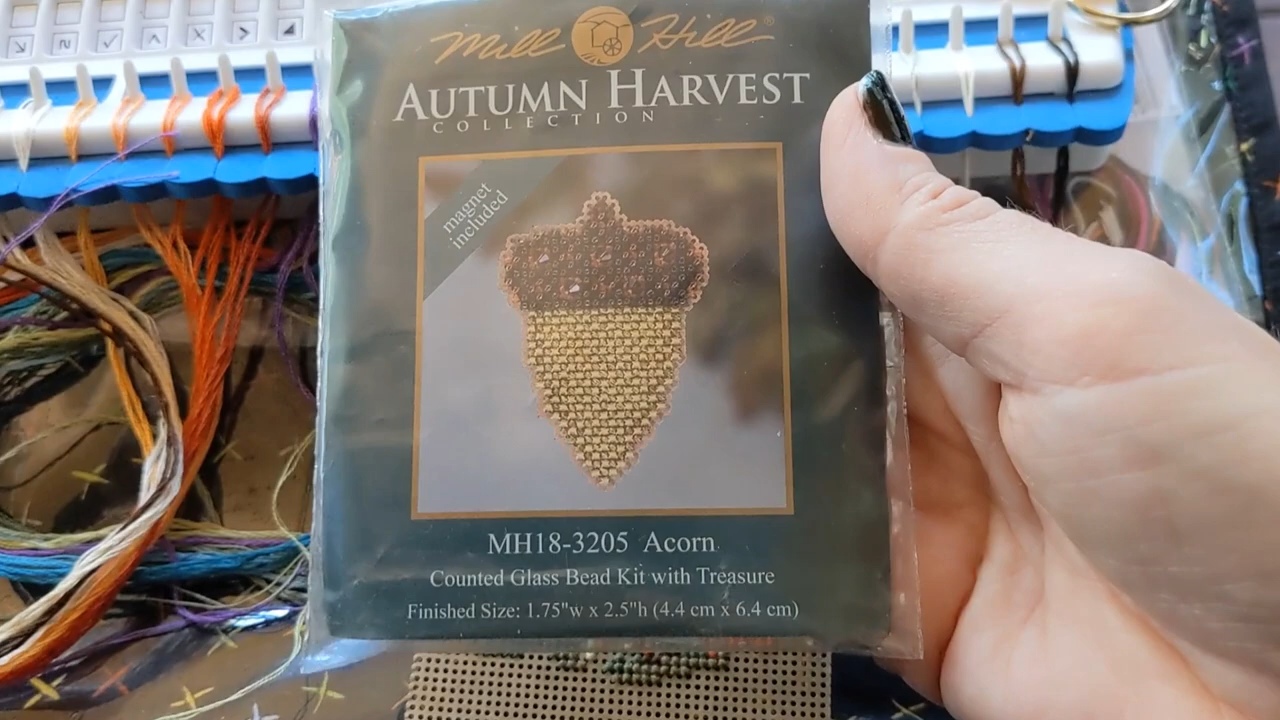 Mill Hill®
AUTUMN HARVEST
COLLECTION
magnet
included
MH18-3205 Acorn
Counted Glass Bead Kit with Treasure
Finished Size: 1.75"w x 2.5"h (4.4 cm x 6.4 cm)